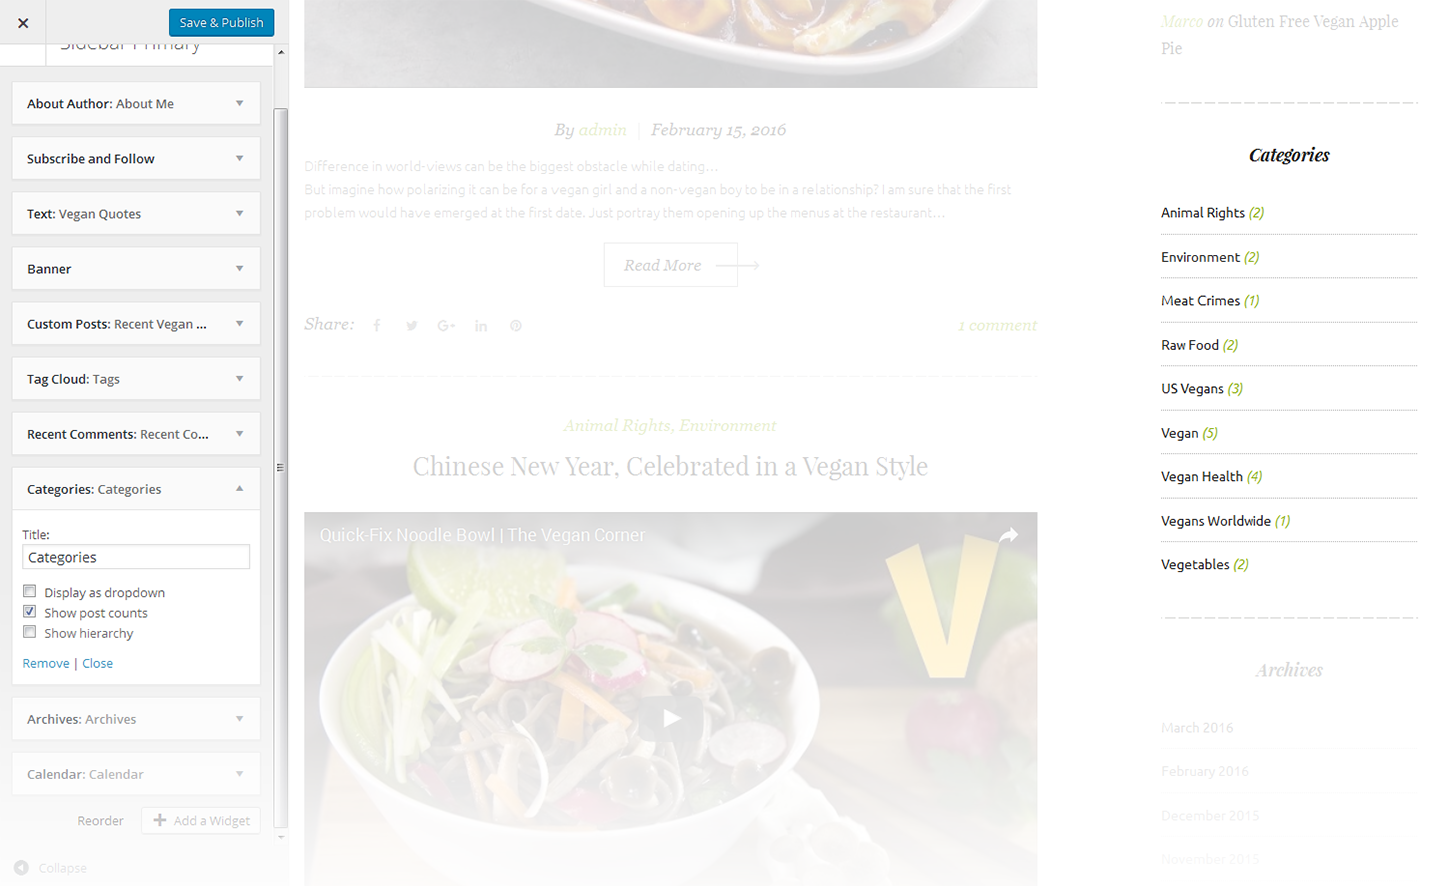 Save & Publish
Sidebar Primary
About Author: About Me
Subscribe and Follow
Text: Vegan Quotes
Banner
Custom Posts: Recent Vegan ...
Tag Cloud: Tags
Recent Comments: Recent Co...
Categories: Categories
Title:
Categories
Display as dropdown
Show post counts
Show hierarchy
Remove | Close
Archives: Archives
Calendar: Calendar
Reorder
Add a Widget
Collapse
By admin | February 15, 2016
Difference in world-views can be the biggest obstacle while dating...
But imagine how polarizing it can be for a vegan girl and a non-vegan boy to be in a relationship? I am sure that the first
problem would have emerged at the first date. Just portray them opening up the menus at the restaurant...
Read More
Share:
G+ in
1 comment
Animal Rights, Environment
Chinese New Year, Celebrated in a Vegan Style
Quick-Fix Noodle Bowl | The Vegan Corner
V
Marco on Gluten Free Vegan Apple
Pie
Categories
Animal Rights (2)
Environment (2)
Meat Crimes (1)
Raw Food (2)
US Vegans (3)
Vegan (5)
Vegan Health (4)
Vegans Worldwide (1)
Vegetables (2)
Archives
March 2016
February 2016
December 2015
November 2015